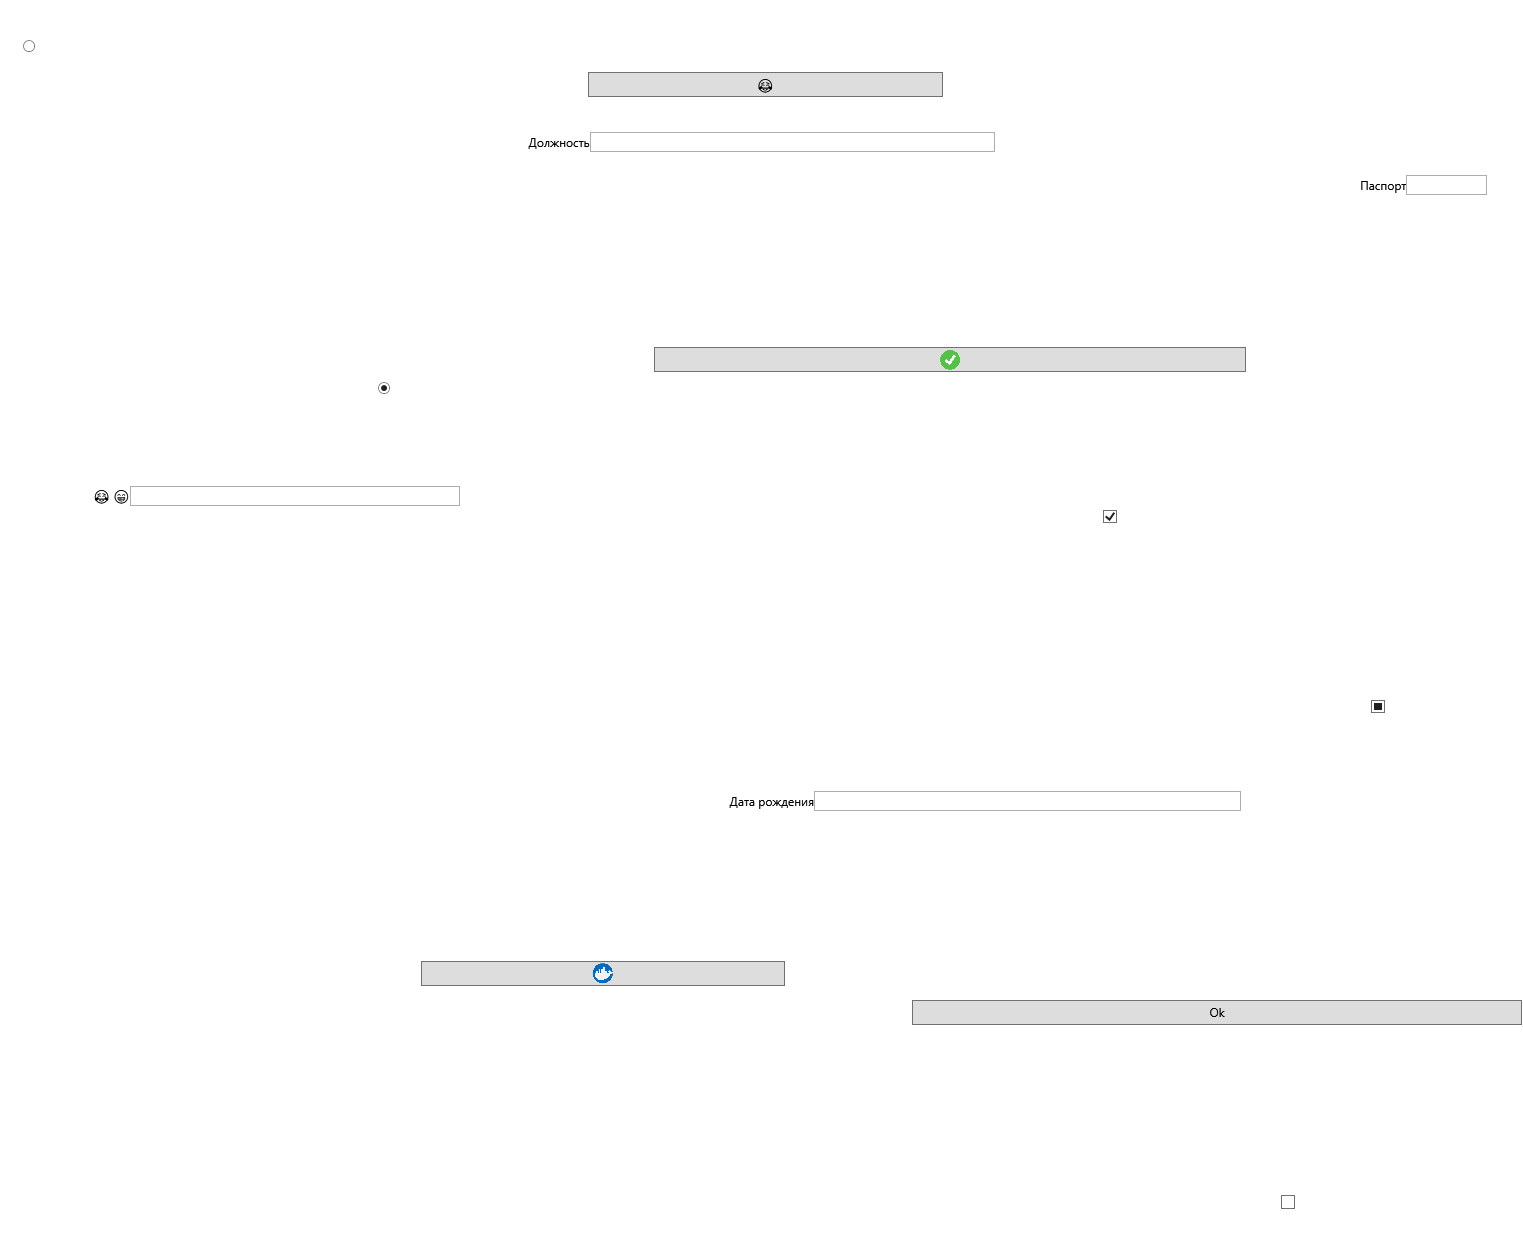 😂
Должность
Паспорт
😂 😁
Дата рождения
Ok